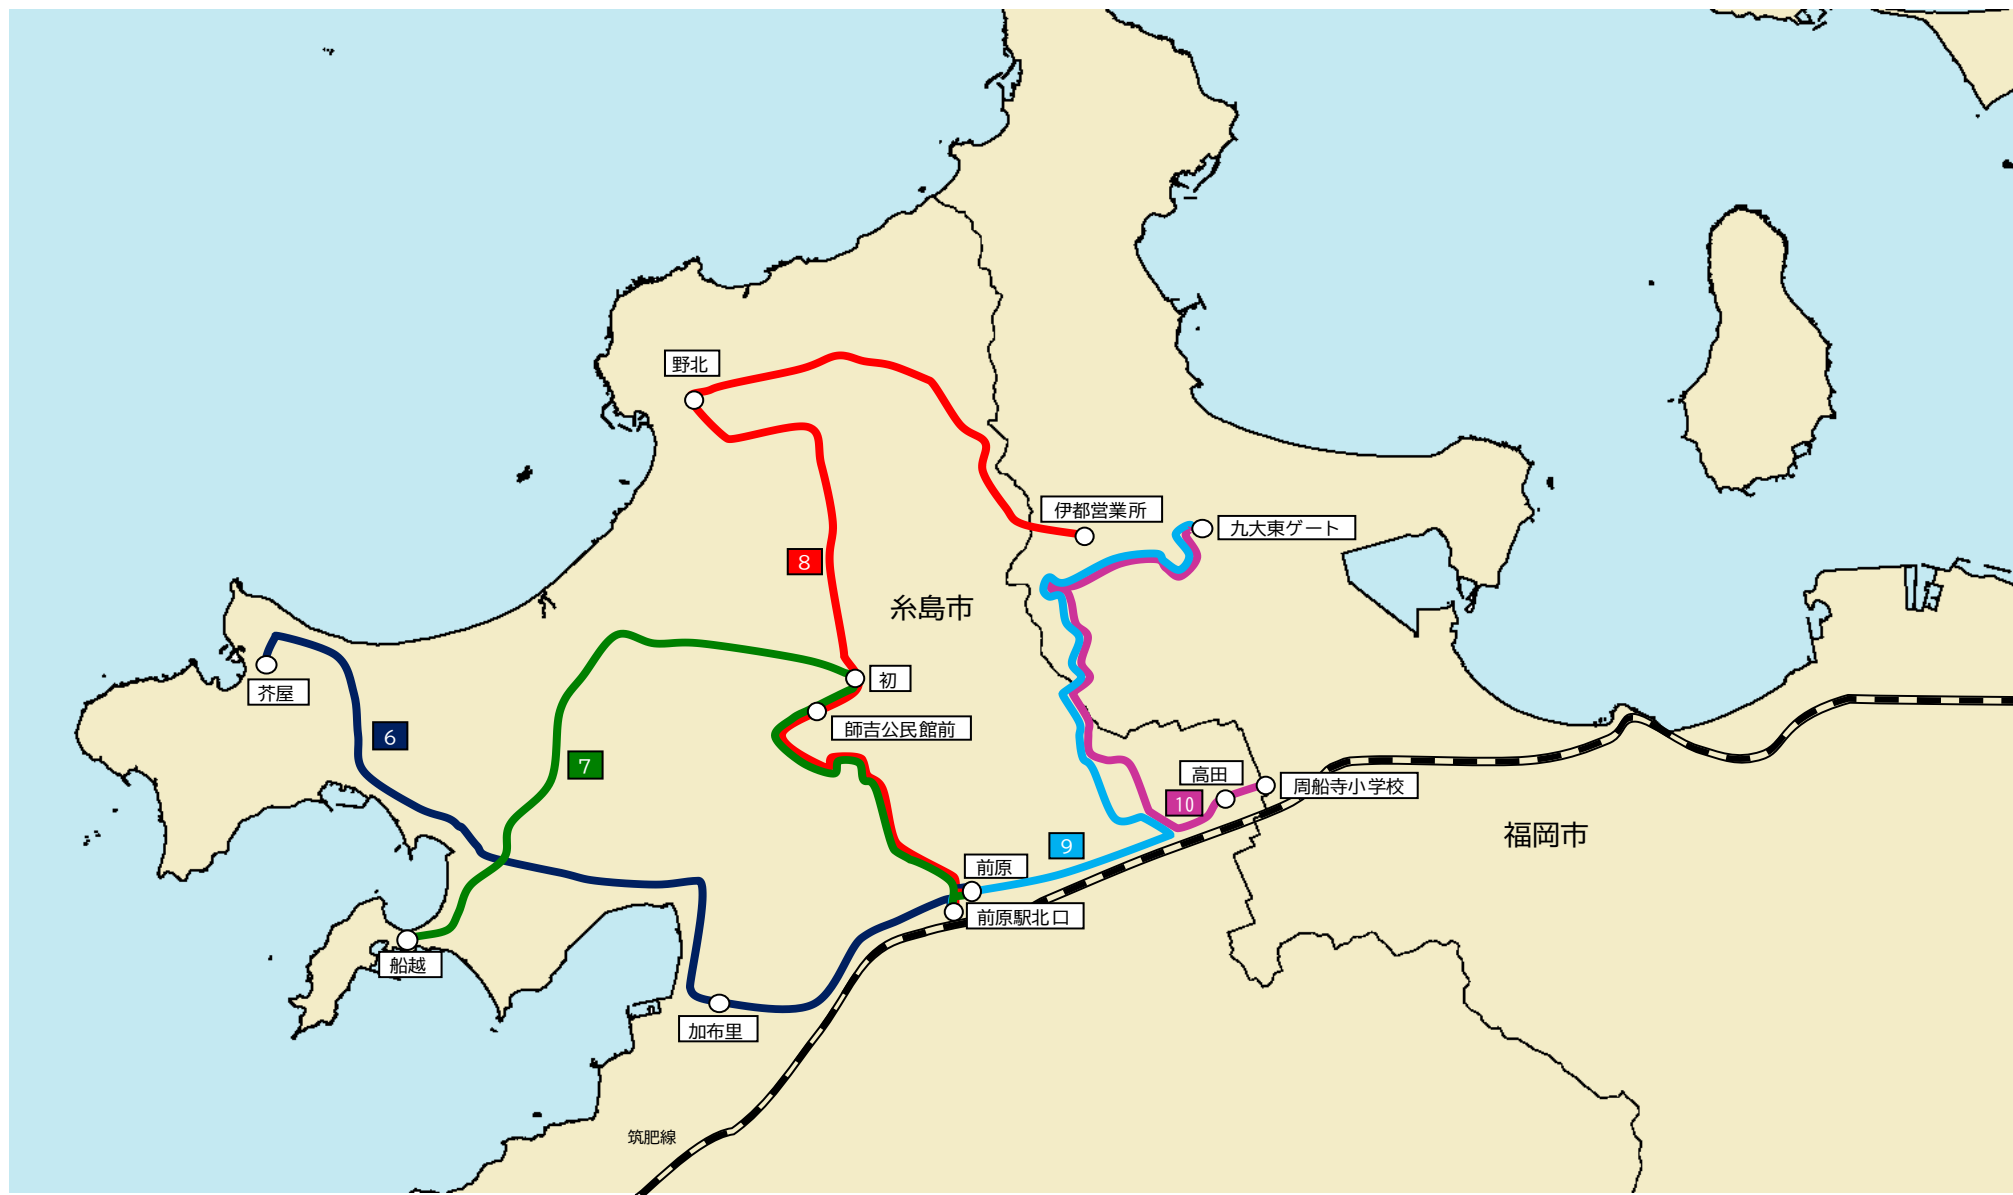 野北
伊都営業所
九大東ゲート
8
糸島市
芥屋
初
師吉公民館前
6
7
高田
周船寺小学校
10
福岡市
9
前原
前原駅北口
船越
加布里
筑肥線